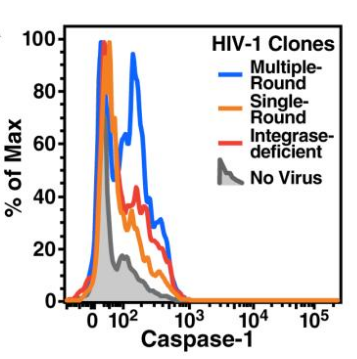 HIV-1 Clones
Multiple-
Round
Single-
Round
Integrase-
deficient
No Virus
% of Max
100
80
60
40
20
0
0 10² 10³ 10⁴ 10⁵
Caspase-1